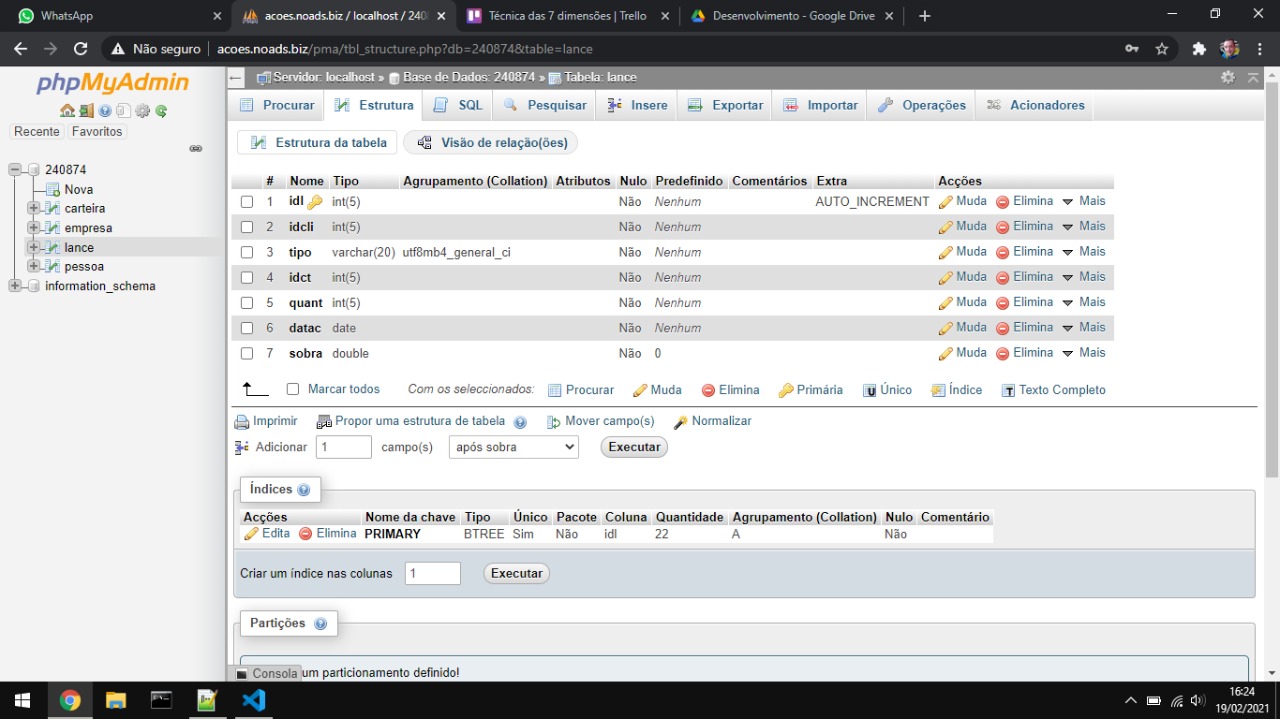 WhatsApp
acoes.noads.biz / localhost / 240
Técnica das 7 dimensões | Trello
Desenvolvimento - Google Drive
Não seguro acoes.noads.biz/pma/tbl_structure.php?db=240874&table=lance
phpMyAdmin
Recente Favoritos
240874
Nova
carteira
empresa
lance
pessoa
information_schema
Servidor: localhost » Base de Dados: 240874 » Tabela: lance
Procurar Estrutura SQL Pesquisar Insere Exportar Importar Operações Acionadores
Estrutura da tabela Visão de relação(ões)
# Nome Tipo Agrupamento (Collation) Atributos Nulo Predefinido Comentários Extra Acções
1 idl int(5) Não Nenhum AUTO_INCREMENT Muda Elimina Mais
2 idcli int(5) Não Nenhum Muda Elimina Mais
3 tipo varchar(20) utf8mb4_general_ci Não Nenhum Muda Elimina Mais
4 idct int(5) Não Nenhum Muda Elimina Mais
5 quant int(5) Não Nenhum Muda Elimina Mais
6 datac date Não Nenhum Muda Elimina Mais
7 sobra double Não 0 Muda Elimina Mais
Marcar todos Com os seleccionados: Procurar Muda Elimina Primária Único Índice Texto Completo
Imprimir Propor uma estrutura de tabela Mover campo(s) Normalizar
Adicionar 1 campo(s) após sobra Executar
Índices
Acções Nome da chave Tipo Único Pacote Coluna Quantidade Agrupamento (Collation) Nulo Comentário
Edita Elimina PRIMARY BTREE Sim Não idl 22 A Não
Criar um índice nas colunas 1 Executar
Partições
Consola um particionamento definido!
16:24
19/02/2021